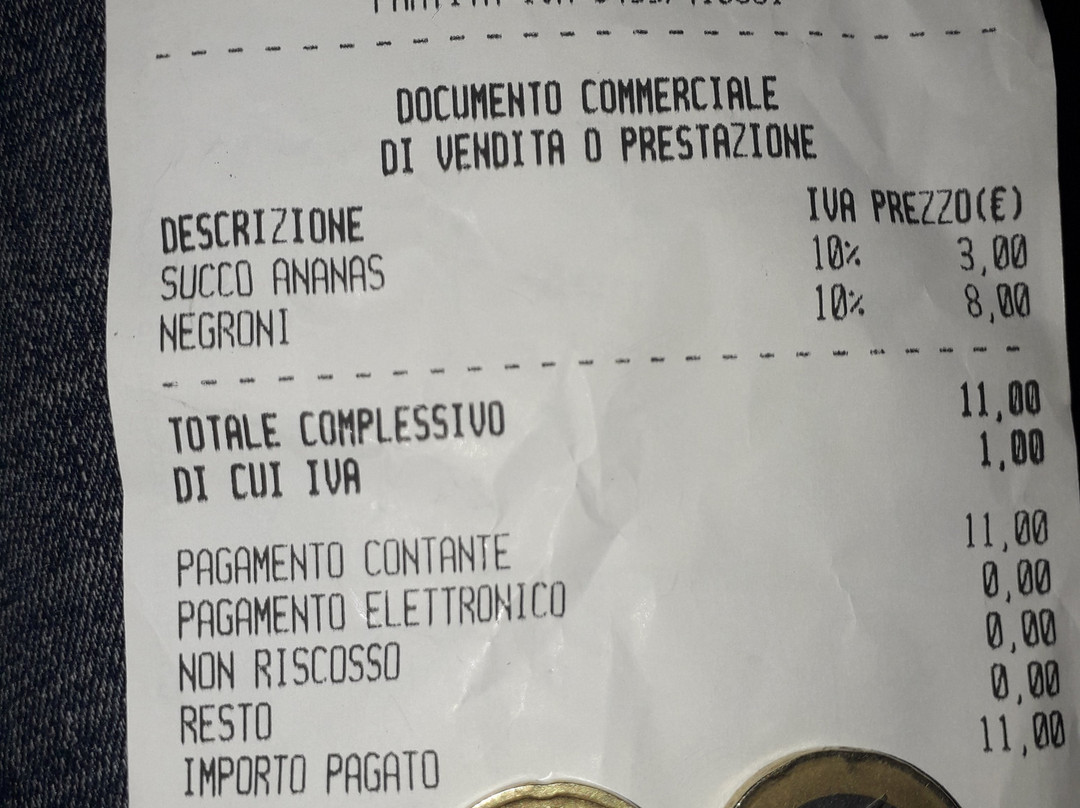 DOCUMENTO COMMERCIALE
DI VENDITA O PRESTAZIONE
DESCRIZIONE IVA PREZZO(€)
SUCCO ANANAS 10% 3,00
NEGRONI 10% 8,00
TOTALE COMPLESSIVO 11,00
DI CUI IVA 1,00
PAGAMENTO CONTANTE 11,00
PAGAMENTO ELETTRONICO 0,00
NON RISCOSSO 0,00
RESTO 0,00
IMPORTO PAGATO 11,00